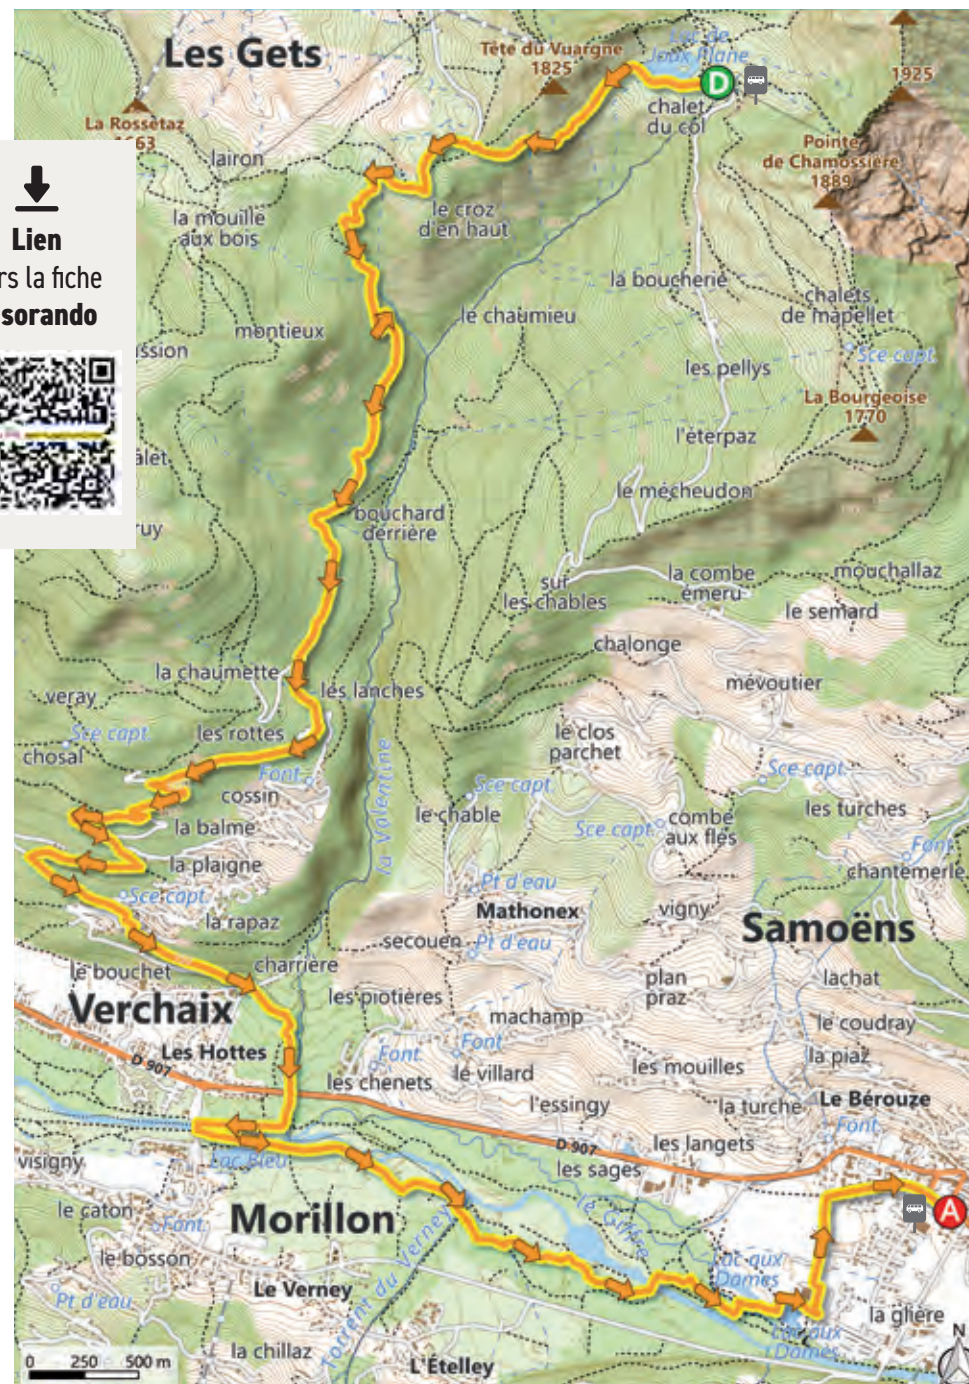 Les Gets
Tête du Vuargne
1825
Lac de
Joux Plane
D
chalet
du col
1925
La Rossetaz
Pointe
de Chamossière
1889
lairon
Lien
la fiche
sorando
la mouille
aux bois
le croz
d'en haut
la boucherie
chalets
de mapellet
montieux
le chaumieu
Sce capt.
les pellys
La Bourgeoise
1770
l'éterpaz
le mécheudon
bouchard
derrière
sur
les chables
la combe
émeru
mouchallaz
le semard
chalonge
la chaumette
les lanches
mévoutier
veray
Sce capt.
chosal
les rottes
le clos
parchet
Font
cossin
la Valentine
Sce capt.
Sce capt.
le chable
les turches
la balme
Sce capt.
combe
aux fles
Font
la plaigne
chantemerle
Sce capt.
Pt d'eau
Mathonex
vigny
la rapaz
Samoëns
secouen
Pt d'eau
le bouchet
charrière
plan
praz
lachat
Verchaix
les piotières
machamp
le coudray
Les Hottes
D 907
Font
Font
la piaz
les chenets
le villard
les mouilles
l'essingy
la turche
Le Bérouze
Font
D 907
les langets
visigny
Lac Bleu
les sages
le caton
Font
Morillon
le Giffre
A
le bosson
Torrent du Verney
Lac aux
Dames
Pt d'eau
Le Verney
la glière
Lac aux
Dames
la chillaz
L'Ételley
N
0 250 500 m